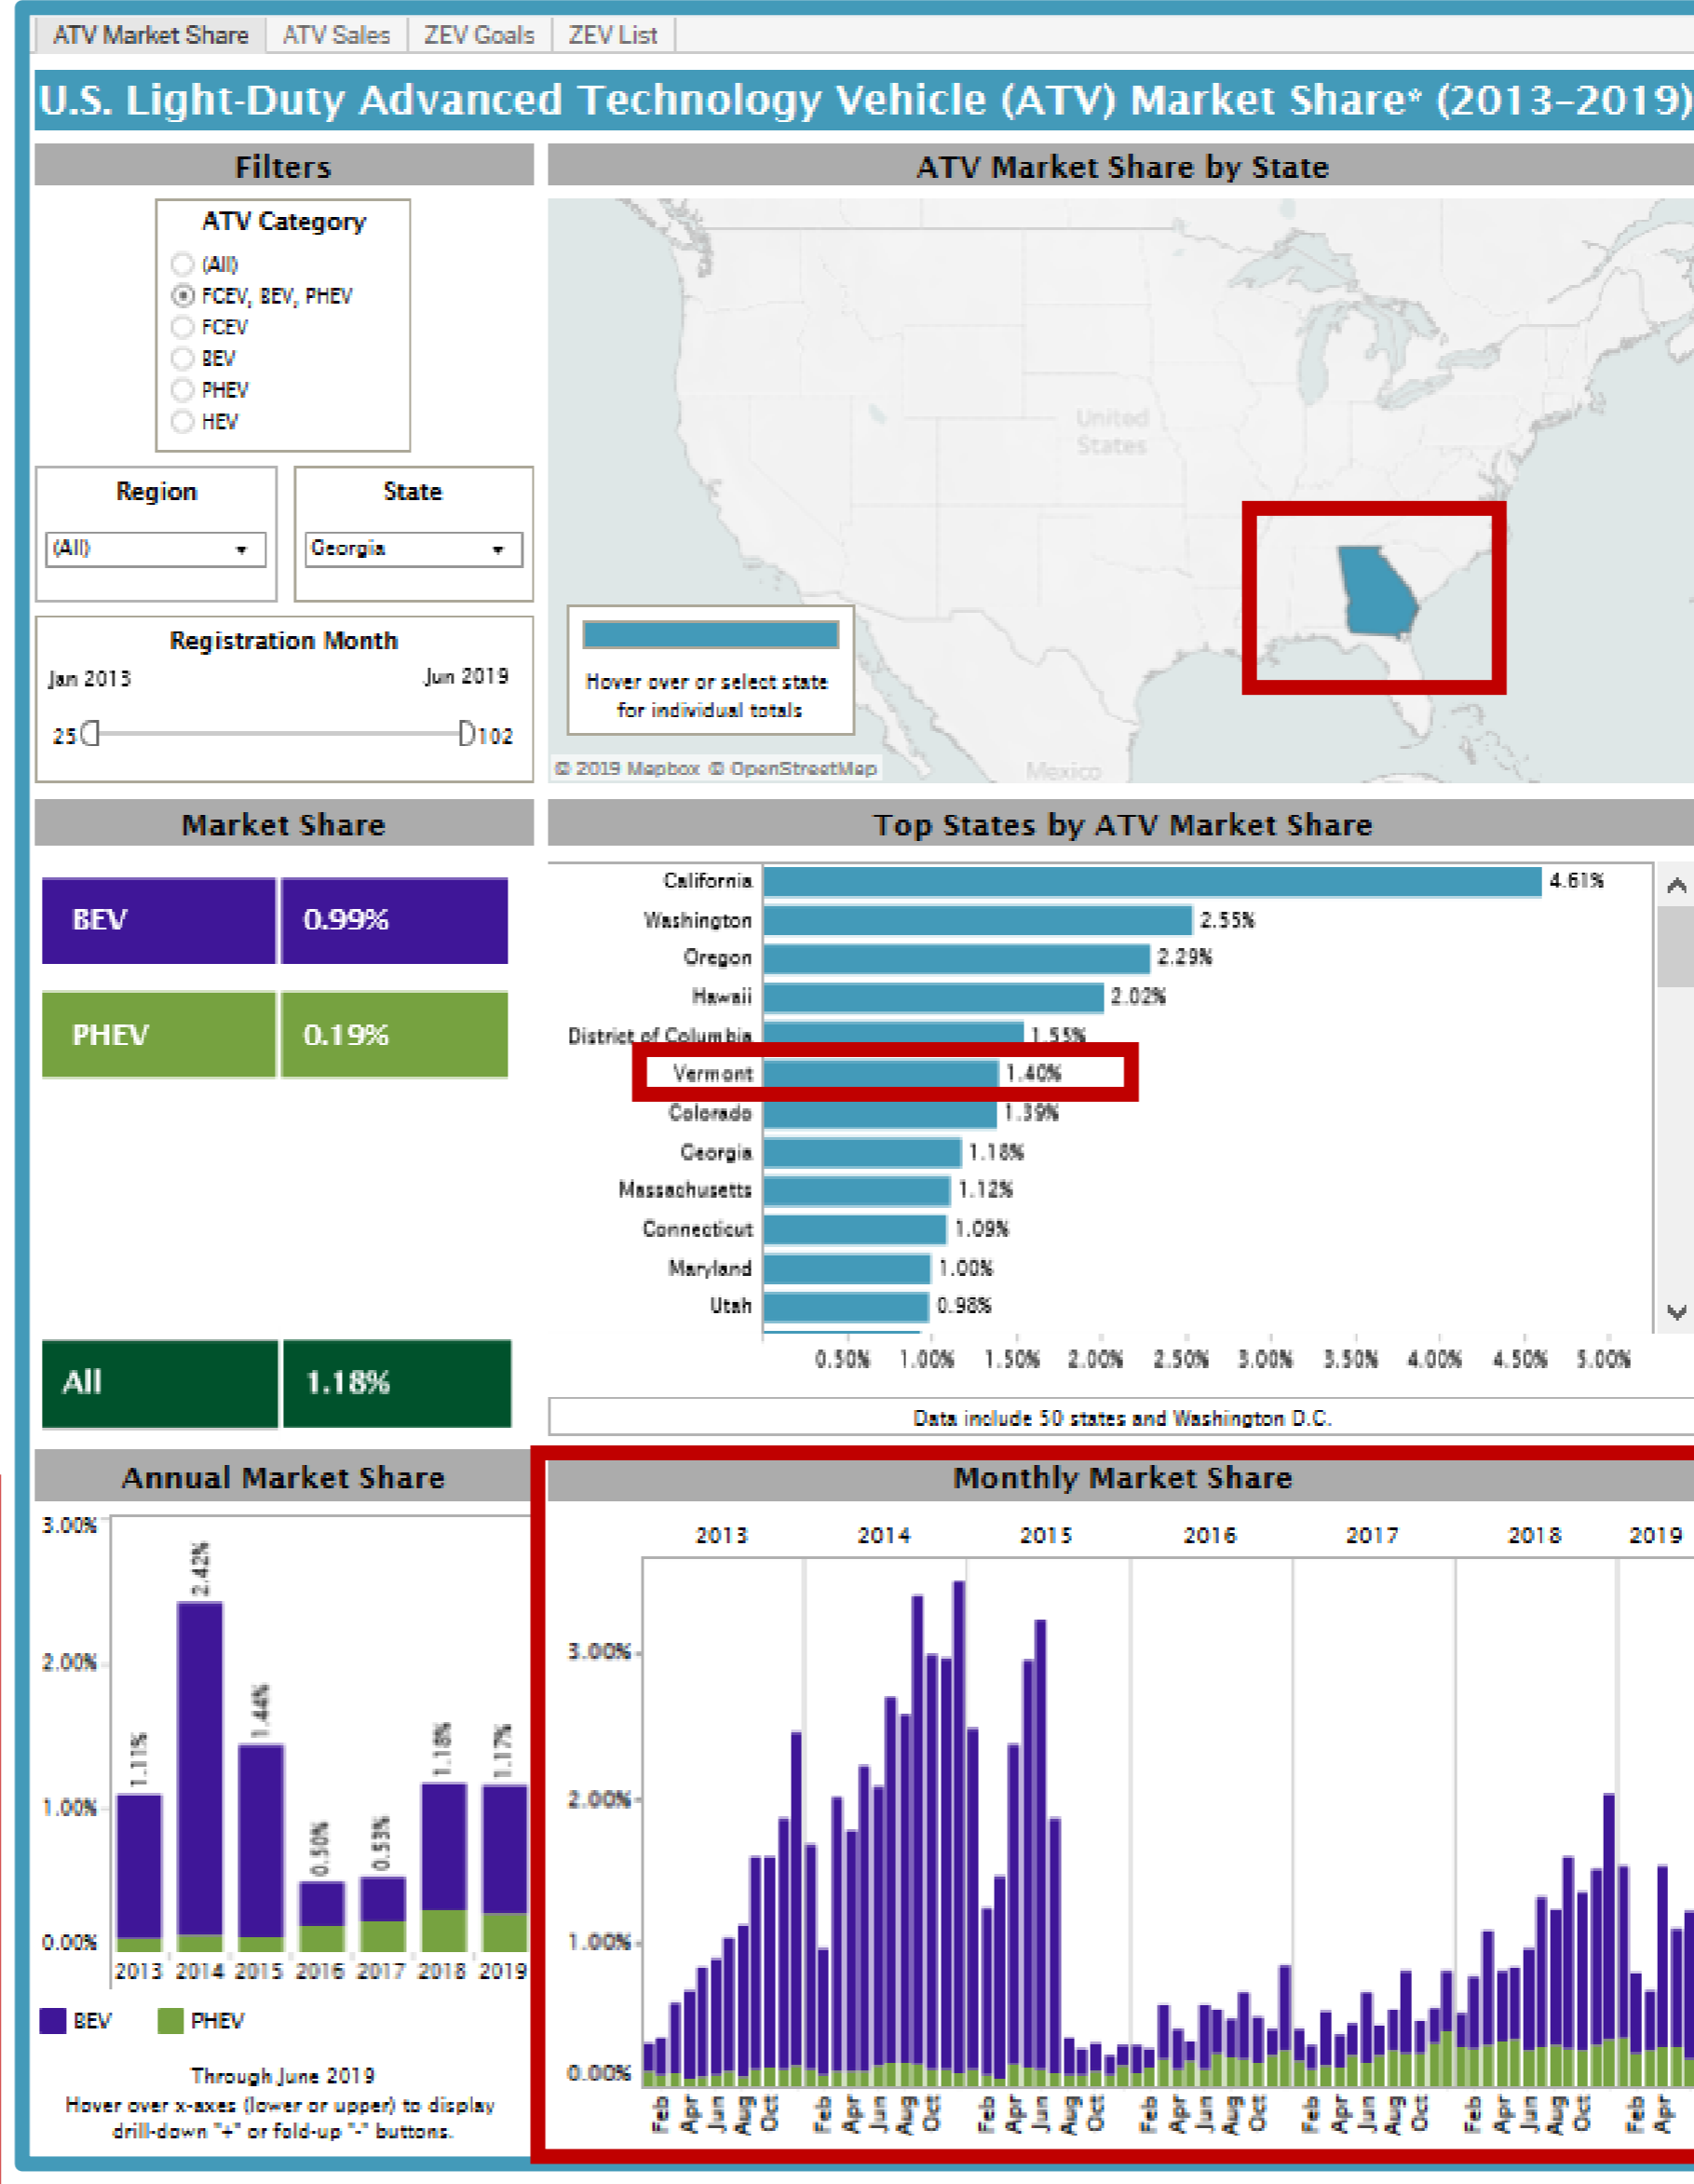 ATV Market Share ATV Sales ZEV Goals ZEV List
U.S. Light-Duty Advanced Technology Vehicle (ATV) Market Share* (2013–2019)
Filters
ATV Category
(All)
FCEV, BEV, PHEV
FCEV
BEV
PHEV
HEV
Region
(All)
State
Georgia
Registration Month
Jan 2013 Jun 2019
25 102
ATV Market Share by State
United
States
Mexico
Hover over or select state
for individual totals
© 2019 Mapbox © OpenStreetMap
Market Share
BEV 0.99%
PHEV 0.19%
All 1.18%
Top States by ATV Market Share
California 4.61%
Washington 2.55%
Oregon 2.29%
Hawaii 2.02%
District of Columbia 1.55%
Vermont 1.40%
Colorado 1.39%
Georgia 1.18%
Massachusetts 1.12%
Connecticut 1.09%
Maryland 1.00%
Utah 0.98%
0.50% 1.00% 1.50% 2.00% 2.50% 3.00% 3.50% 4.00% 4.50% 5.00%
Data include 50 states and Washington D.C.
Annual Market Share
3.00%
2.00%
1.00%
0.00%
1.11% 2.42% 1.44% 0.50% 0.53% 1.18% 1.17%
2013 2014 2015 2016 2017 2018 2019
BEV PHEV
Through June 2019
Hover over x-axes (lower or upper) to display
drill-down "+" or fold-up "-" buttons.
Monthly Market Share
2013 2014 2015 2016 2017 2018 2019
3.00%
2.00%
1.00%
0.00%
Feb Apr Jun Aug Oct Feb Apr Jun Aug Oct Feb Apr Jun Aug Oct Feb Apr Jun Aug Oct Feb Apr Jun Aug Oct Feb Apr Jun Aug Oct Feb Apr